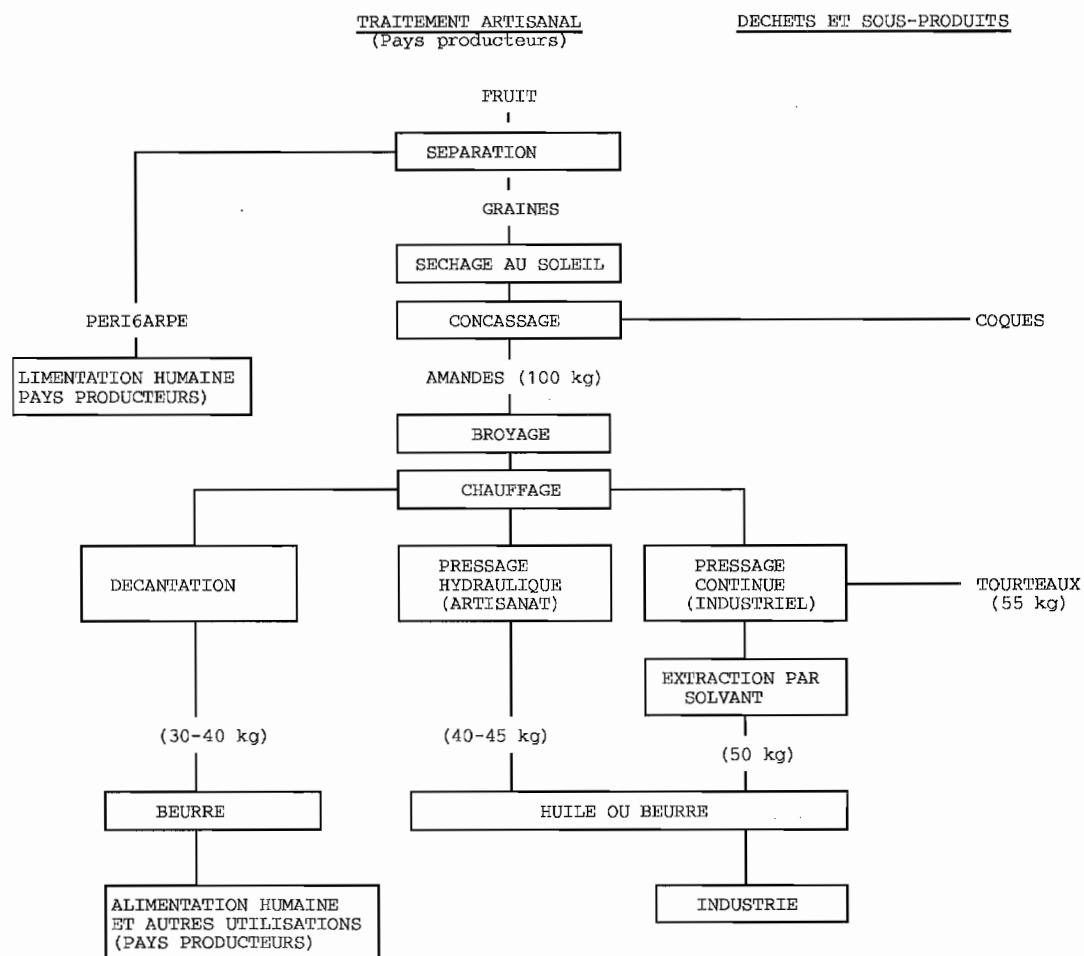 TRAITEMENT ARTISANAL
(Pays producteurs)
DECHETS ET SOUS-PRODUITS
FRUIT
SEPARATION
GRAINES
SECHAGE AU SOLEIL
PERI6ARPE
CONCASSAGE
COQUES
LIMENTATION HUMAINE
PAYS PRODUCTEURS)
AMANDES (100 kg)
BROYAGE
CHAUFFAGE
DECANTATION
PRESSAGE
HYDRAULIQUE
(ARTISANAT)
PRESSAGE
CONTINUE
(INDUSTRIEL)
TOURTEAUX
(55 kg)
EXTRACTION PAR
SOLVANT
(30-40 kg)
(40-45 kg)
(50 kg)
BEURRE
HUILE OU BEURRE
ALIMENTATION HUMAINE
ET AUTRES UTILISATIONS
(PAYS PRODUCTEURS)
INDUSTRIE